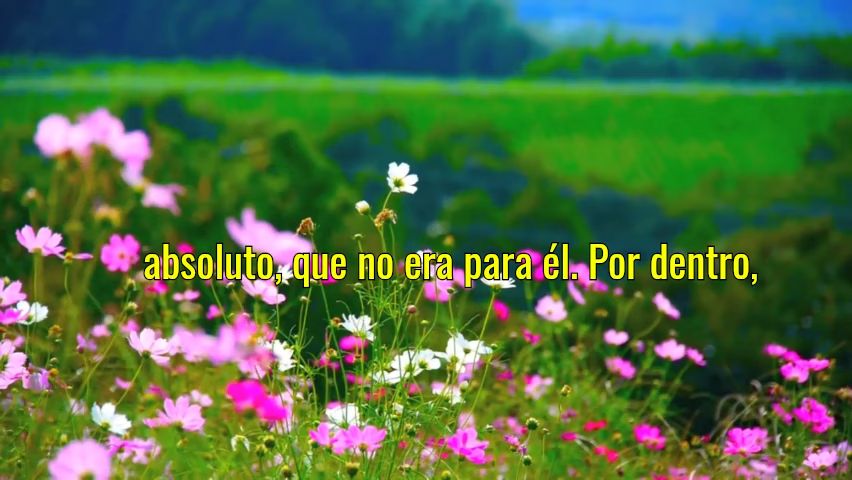 absoluto, que no era para él. Por dentro,